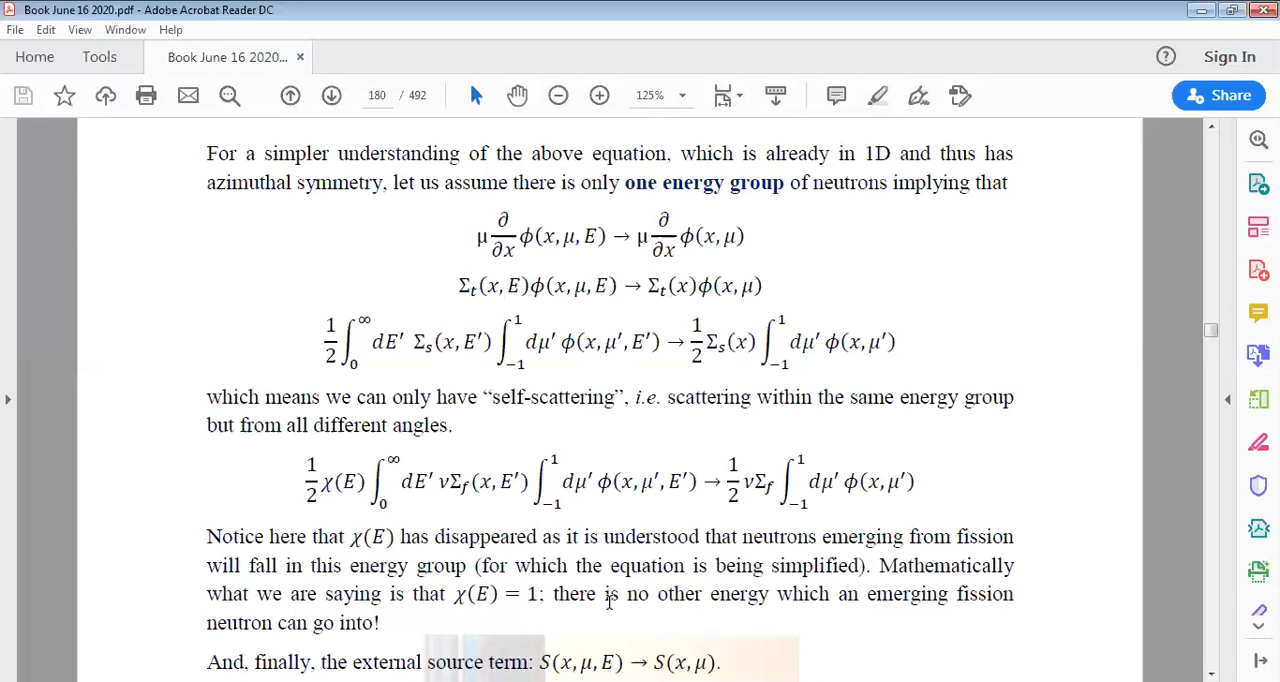 Book June 16 2020.pdf - Adobe Acrobat Reader DC
File Edit View Window Help
Home Tools Book June 16 2020... × Sign In
180 / 492 125% Share
For a simpler understanding of the above equation, which is already in 1D and thus has
azimuthal symmetry, let us assume there is only one energy group of neutrons implying that
μ ∂/∂x ϕ(x, μ, E) → μ ∂/∂x ϕ(x, μ)
Σ_t(x, E)ϕ(x, μ, E) → Σ_t(x)ϕ(x, μ)
1/2 ∫_0^∞ dE′ Σ_s(x, E′) ∫_{-1}^1 dμ′ ϕ(x, μ′, E′) → 1/2 Σ_s(x) ∫_{-1}^1 dμ′ ϕ(x, μ′)
which means we can only have “self-scattering”, i.e. scattering within the same energy group
but from all different angles.
1/2 χ(E) ∫_0^∞ dE′ νΣ_f(x, E′) ∫_{-1}^1 dμ′ ϕ(x, μ′, E′) → 1/2 νΣ_f ∫_{-1}^1 dμ′ ϕ(x, μ′)
Notice here that χ(E) has disappeared as it is understood that neutrons emerging from fission
will fall in this energy group (for which the equation is being simplified). Mathematically
what we are saying is that χ(E) = 1; there is no other energy which an emerging fission
neutron can go into!
And, finally, the external source term: S(x, μ, E) → S(x, μ).